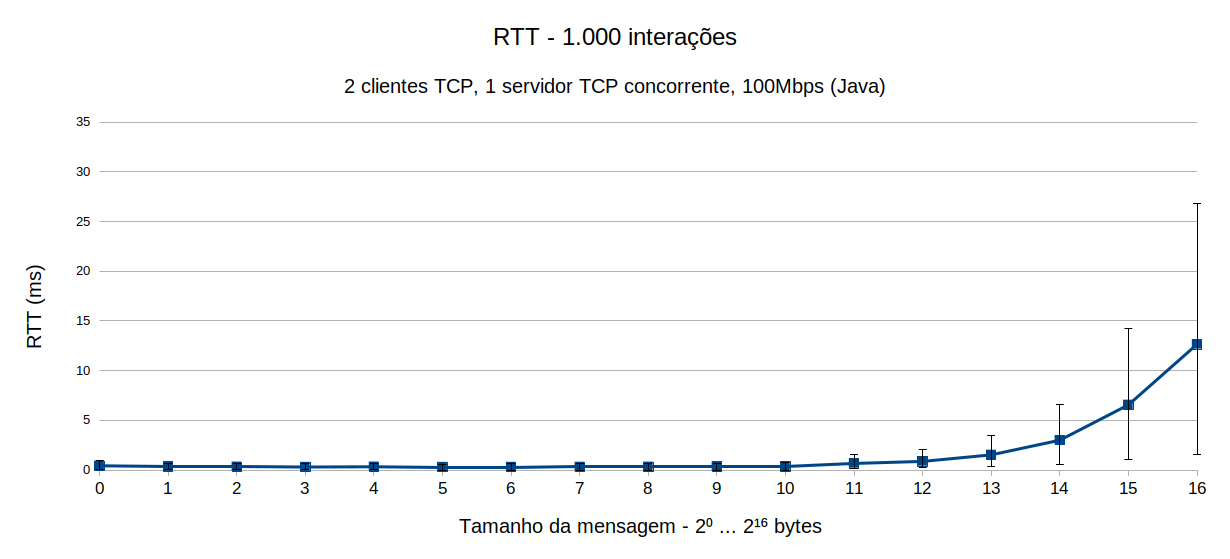 RTT - 1.000 interações
2 clientes TCP, 1 servidor TCP concorrente, 100Mbps (Java)
35
30
25
20
15
10
5
0
RTT (ms)
0 1 2 3 4 5 6 7 8 9 10 11 12 13 14 15 16
Tamanho da mensagem - 2⁰ ... 2¹⁶ bytes